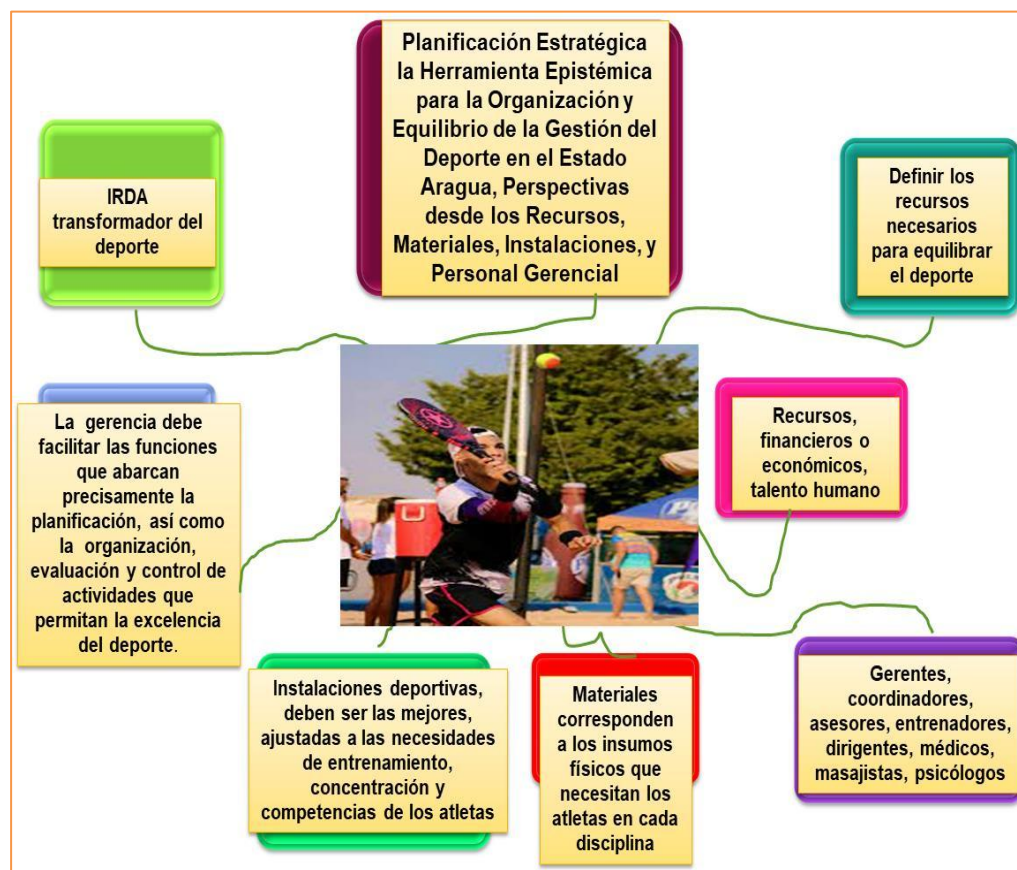 Planificación Estratégica
la Herramienta Epistémica
para la Organización y
Equilibrio de la Gestión del
Deporte en el Estado
Aragua, Perspectivas
desde los Recursos,
Materiales, Instalaciones, y
Personal Gerencial
IRDA
transformador del
deporte
Definir los
recursos
necesarios
para equilibrar
el deporte
La gerencia debe
facilitar las funciones
que abarcan
precisamente la
planificación, así como
la organización,
evaluación y control de
actividades que
permitan la excelencia
del deporte.
Recursos,
financieros o
económicos,
talento humano
Instalaciones deportivas,
deben ser las mejores,
ajustadas a las necesidades
de entrenamiento,
concentración y
competencias de los atletas
Materiales
corresponden
a los insumos
físicos que
necesitan los
atletas en cada
disciplina
Gerentes,
coordinadores,
asesores, entrenadores,
dirigentes, médicos,
masajistas, psicólogos